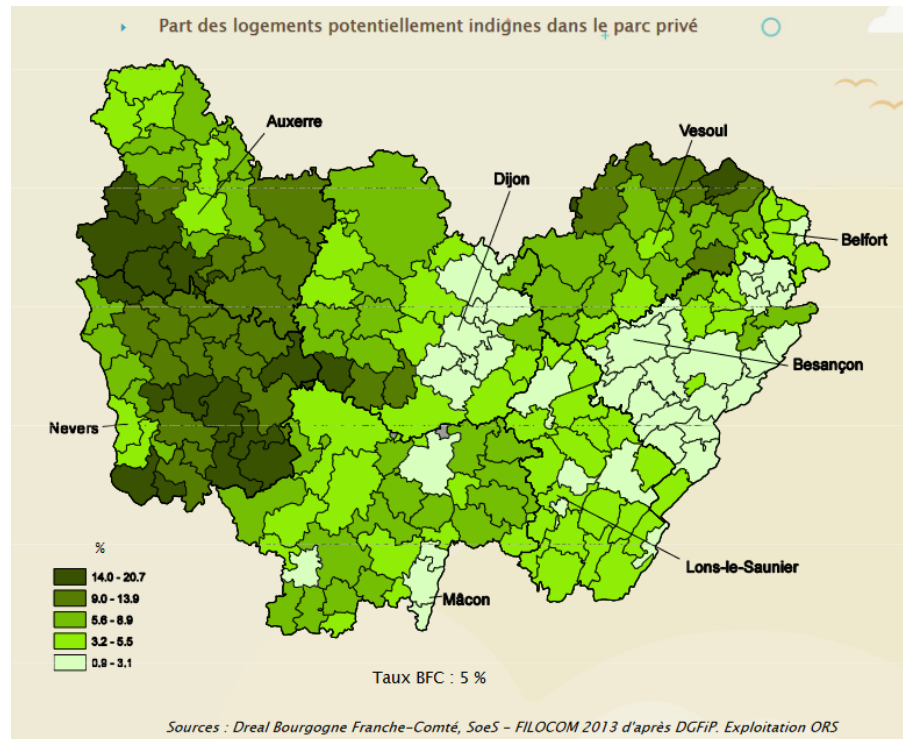 Part des logements potentiellement indignes dans le parc privé
Auxerre
Vesoul
Dijon
Belfort
Besançon
Nevers
Lons-le-Saunier
Mâcon
%
14.0 - 20.7
9.0 - 13.9
5.6 - 8.9
3.2 - 5.5
0.9 - 3.1
Taux BFC : 5 %
Sources : Dreal Bourgogne Franche-Comté, SoeS - FILOCOM 2013 d'après DGFiP. Exploitation ORS